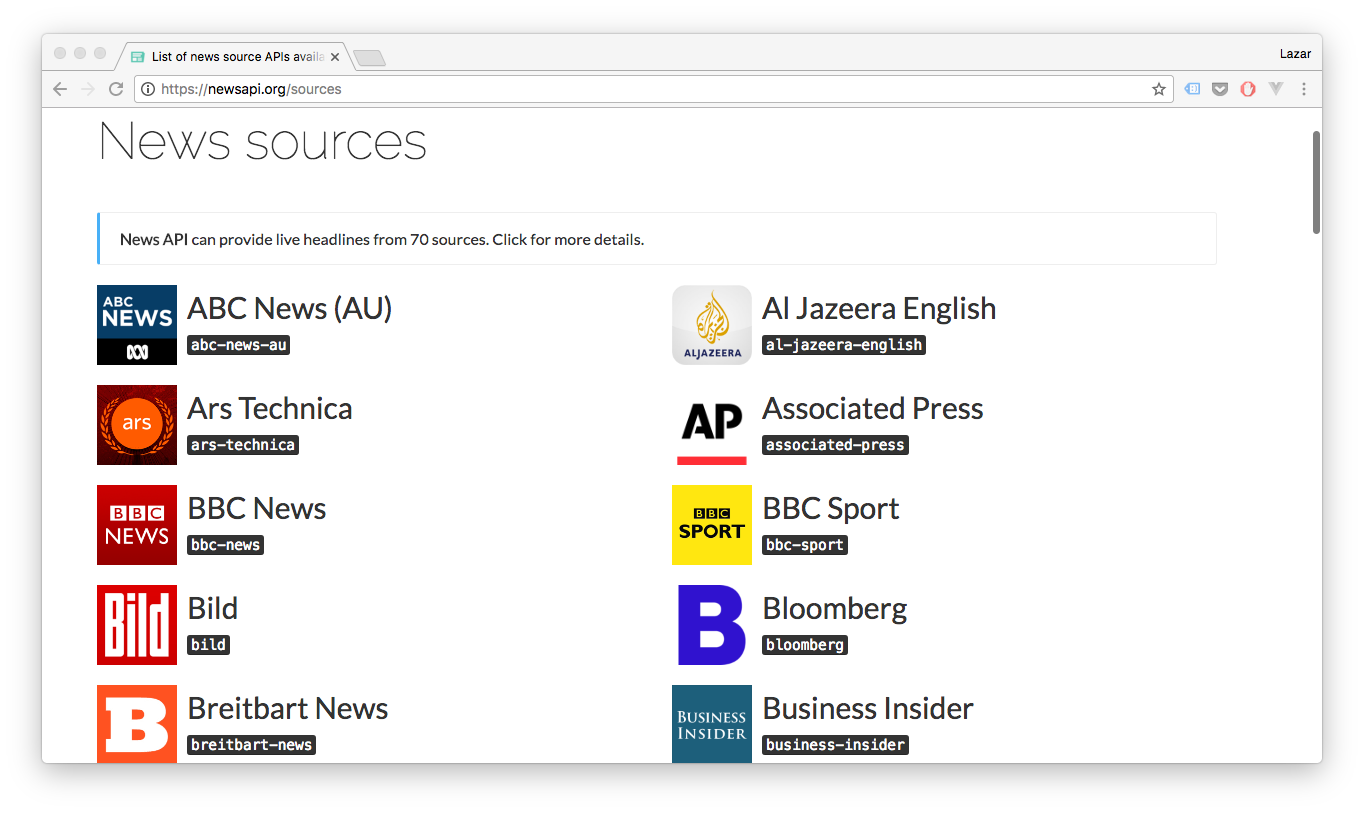 List of news source APIs availa
Lazar
https://newsapi.org/sources
News sources
News API can provide live headlines from 70 sources. Click for more details.
ABC
NEWS
ABC News (AU)
abc-news-au
ALJAZEERA
Al Jazeera English
al-jazeera-english
ars
Ars Technica
ars-technica
AP
Associated Press
associated-press
BBC
NEWS
BBC News
bbc-news
BBC
SPORT
BBC Sport
bbc-sport
Bild
Bild
bild
B
Bloomberg
bloomberg
B
Breitbart News
breitbart-news
BUSINESS
INSIDER
Business Insider
business-insider